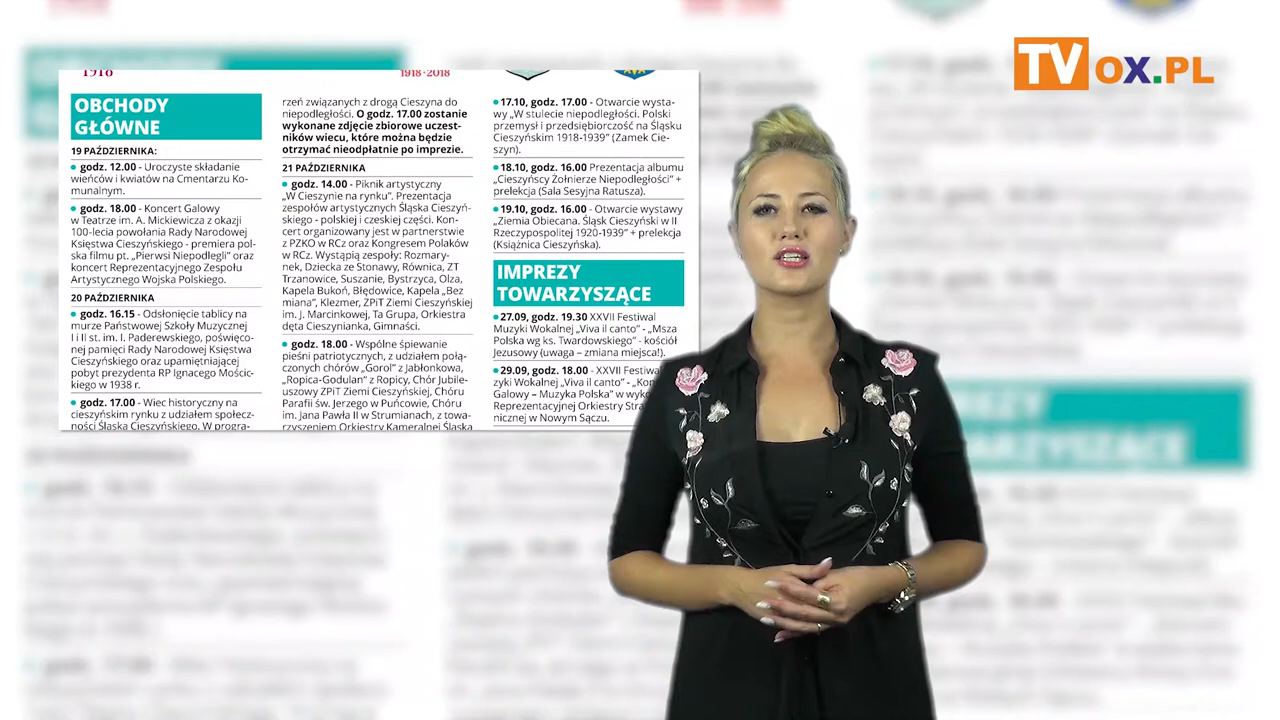 TVOX.PL
1918
1918·2018
OBCHODY
GŁÓWNE
19 PAŹDZIERNIKA:
godz. 12.00 - Uroczyste składanie
wieńców i kwiatów na Cmentarzu Ko-
munalnym.
godz. 18.00 - Koncert Galowy
w Teatrze im. A. Mickiewicza z okazji
100-lecia powołania Rady Narodowej
Księstwa Cieszyńskiego - premiera pol-
ska filmu pt. „Pierwsi Niepodlegli” oraz
koncert Reprezentacyjnego Zespołu
Artystycznego Wojska Polskiego.
20 PAŹDZIERNIKA
godz. 16.15 - Odsłonięcie tablicy na
murze Państwowej Szkoły Muzycznej
I i II st. im. I. Paderewskiego, poświęco-
nej pamięci Rady Narodowej Księstwa
Cieszyńskiego oraz upamiętniającej
pobyt prezydenta RP Ignacego Mościc-
kiego w 1938 r.
godz. 17.00 - Wiec historyczny na
cieszyńskim rynku z udziałem społecz-
ności Śląska Cieszyńskiego. W progra-
rzeń związanych z drogą Cieszyna do
niepodległości. O godz. 17.00 zostanie
wykonane zdjęcie zbiorowe uczest-
ników wiecu, które można będzie
otrzymać nieodpłatnie po imprezie.
21 PAŹDZIERNIKA
godz. 14.00 - Piknik artystyczny
„W Cieszynie na rynku”. Prezentacja
zespołów artystycznych Śląska Cieszyń-
skiego - polskiej i czeskiej części. Kon-
cert organizowany jest w partnerstwie
z PZKO w RCz oraz Kongresem Polaków
w RCz. Wystąpią zespoły: Rozmary-
nek, Dziecka ze Stonawy, Równica, ZT
Trzanowice, Suszanie, Bystrzyca, Olza,
Kapela Bukoń, Błędowice, Kapela „Bez
miana”, Klezmer, ZPiT Ziemi Cieszyńskiej
im. J. Marcinkowej, Ta Grupa, Orkiestra
dęta Cieszynianka, Gimnaści.
godz. 18.00 - Wspólne śpiewanie
pieśni patriotycznych, z udziałem połą-
czonych chórów „Gorol” z Jabłonkowa,
„Ropica-Godulan” z Ropicy, Chór Jubile-
uszowy ZPiT Ziemi Cieszyńskiej, Chóru
Parafii św. Jerzego w Puńcowie, Chóru
im. Jana Pawła II w Strumianach, z towa-
rzyszeniem Orkiestry Kameralnej Śląska
17.10, godz. 17.00 - Otwarcie wysta-
wy „W stulecie niepodległości. Polski
przemysł i przedsiębiorczość na Śląsku
Cieszyńskim 1918-1939” (Zamek Cie-
szyn).
18.10, godz. 16.00 Prezentacja albumu
„Cieszyńscy Żołnierze Niepodległości” +
prelekcja (Sala Sesyjna Ratusza).
19.10, godz. 16.00 - Otwarcie wystawy
„Ziemia Obiecana. Śląsk Cieszyński w II
Rzeczypospolitej 1920-1939” + prelekcja
(Książnica Cieszyńska).
IMPREZY
TOWARZYSZĄCE
27.09, godz. 19.30 XXVII Festiwal
Muzyki Wokalnej „Viva il canto” - „Msza
Polska wg ks. Twardowskiego” - kościół
Jezusowy (uwaga – zmiana miejsca!).
29.09, godz. 18.00 - XXVII Festiwal
zyki Wokalnej „Viva il canto” - „Kon
Galowy – Muzyka Polska” w wyko
Reprezentacyjnej Orkiestry Stra
nicznej w Nowym Sączu.